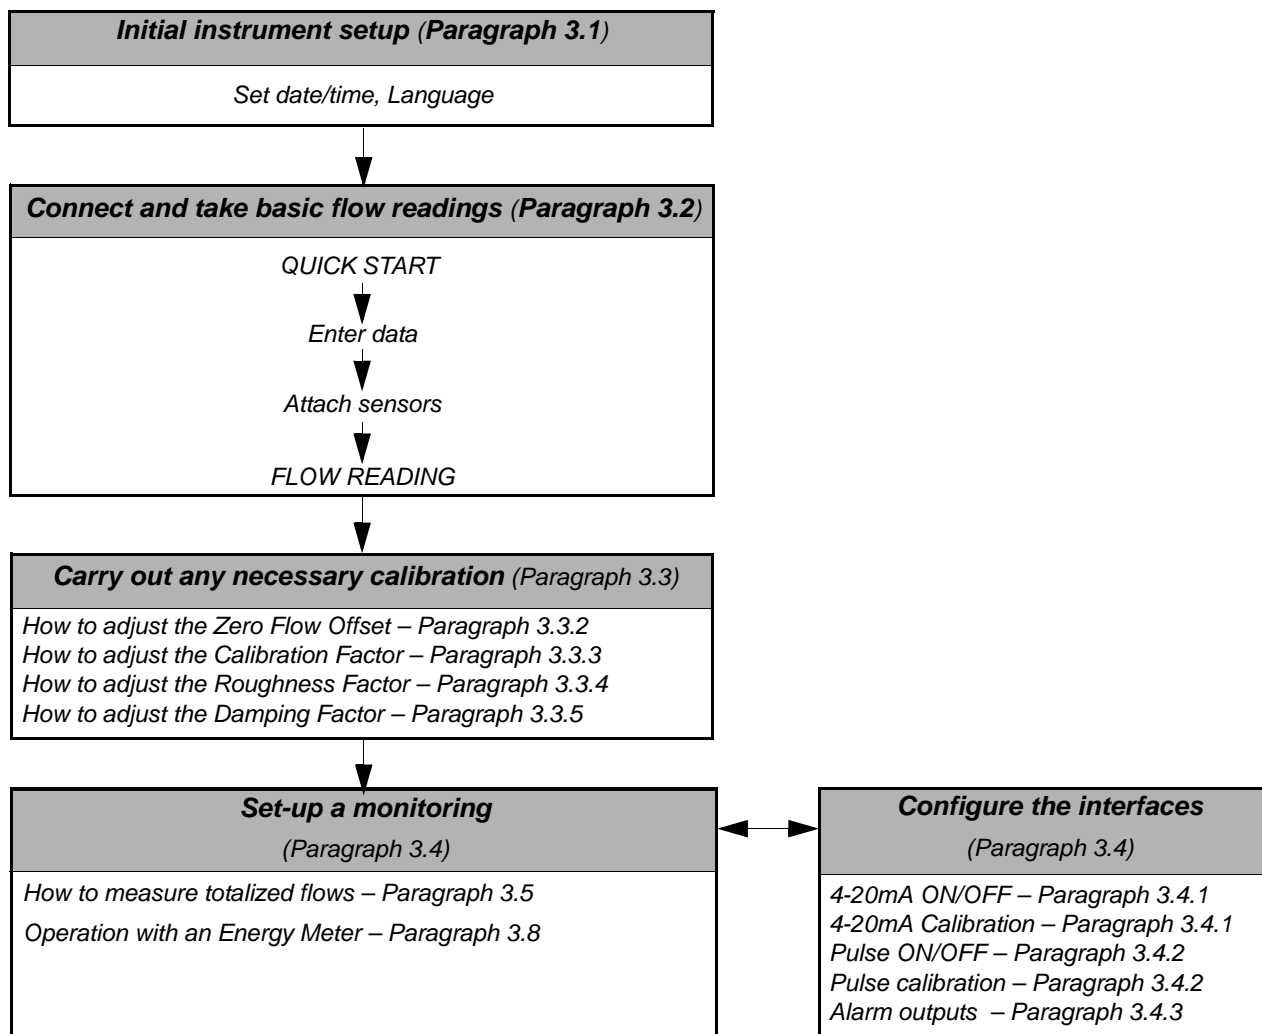 Initial instrument setup (Paragraph 3.1)
Set date/time, Language
Connect and take basic flow readings (Paragraph 3.2)
QUICK START
Enter data
Attach sensors
FLOW READING
Carry out any necessary calibration (Paragraph 3.3)
How to adjust the Zero Flow Offset – Paragraph 3.3.2
How to adjust the Calibration Factor – Paragraph 3.3.3
How to adjust the Roughness Factor – Paragraph 3.3.4
How to adjust the Damping Factor – Paragraph 3.3.5
Set-up a monitoring
(Paragraph 3.4)
How to measure totalized flows – Paragraph 3.5
Operation with an Energy Meter – Paragraph 3.8
Configure the interfaces
(Paragraph 3.4)
4-20mA ON/OFF – Paragraph 3.4.1
4-20mA Calibration – Paragraph 3.4.1
Pulse ON/OFF – Paragraph 3.4.2
Pulse calibration – Paragraph 3.4.2
Alarm outputs – Paragraph 3.4.3